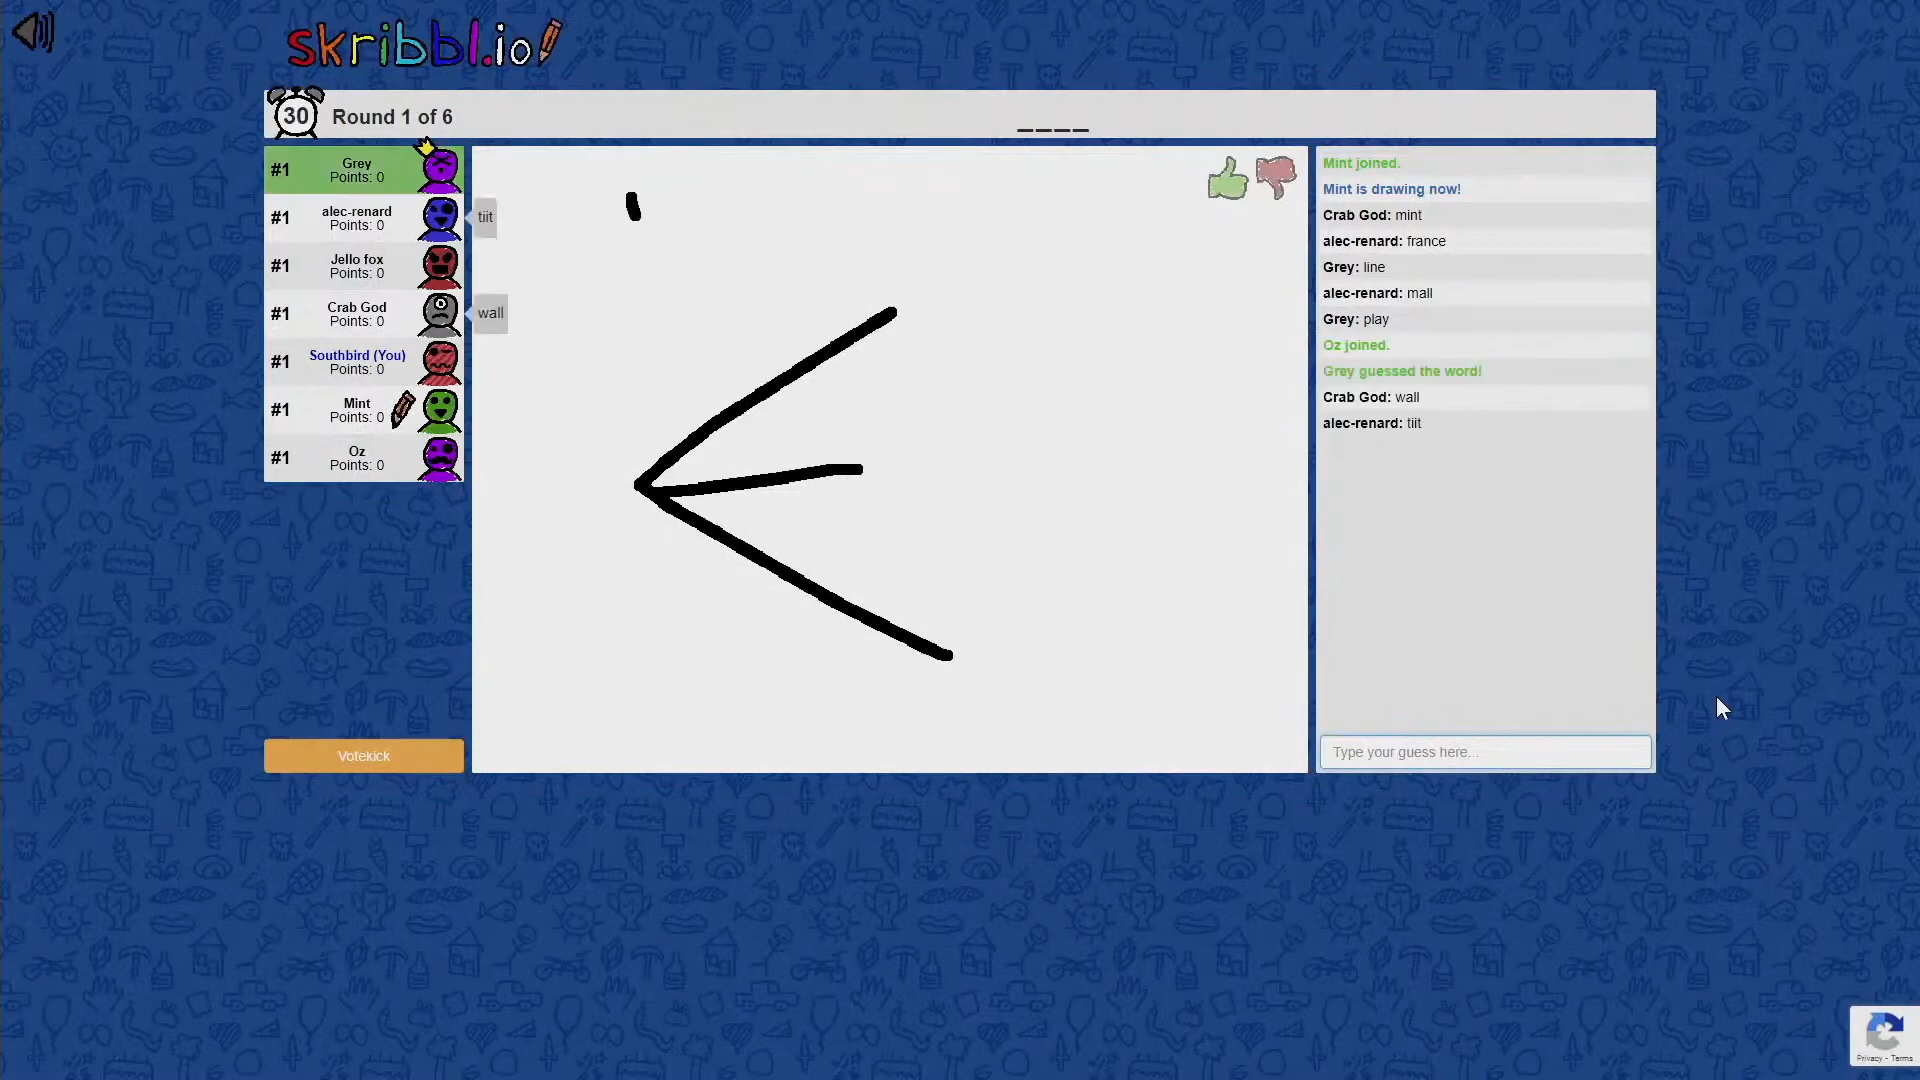 skribbl.io
30
Round 1 of 6
____
#1
Grey
Points: 0
#1
alec-renard
Points: 0
tiit
#1
Jello fox
Points: 0
#1
Crab God
Points: 0
wall
#1
Southbird (You)
Points: 0
#1
Mint
Points: 0
#1
Oz
Points: 0
Votekick
Mint joined.
Mint is drawing now!
Crab God: mint
alec-renard: france
Grey: line
alec-renard: mall
Grey: play
Oz joined.
Grey guessed the word!
Crab God: wall
alec-renard: tiit
Type your guess here...
Privacy - Terms